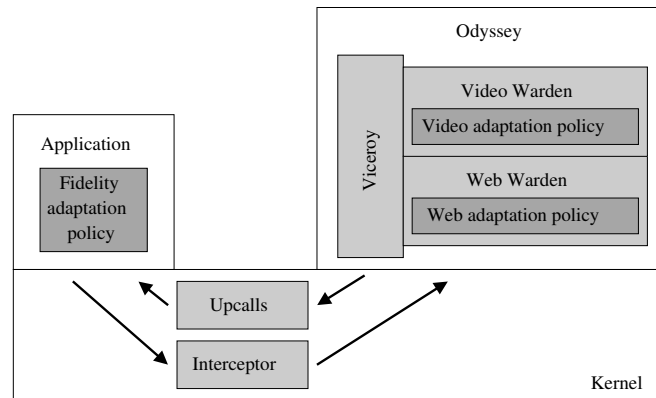 Odyssey
Viceroy
Video Warden
Video adaptation policy
Web Warden
Web adaptation policy
Application
Fidelity
adaptation
policy
Upcalls
Interceptor
Kernel